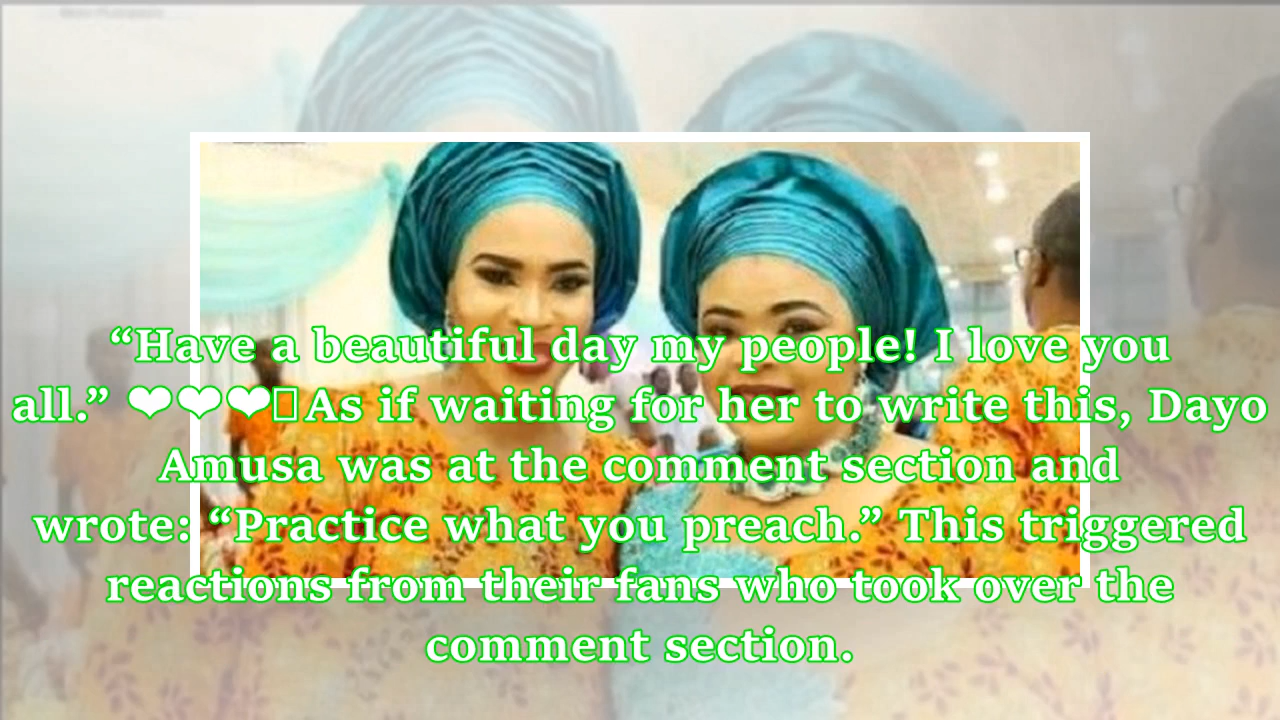 “Have a beautiful day my people! I love you
all.” ❤❤❤▯As if waiting for her to write this, Dayo
Amusa was at the comment section and
wrote: “Practice what you preach.” This triggered
reactions from their fans who took over the
comment section.